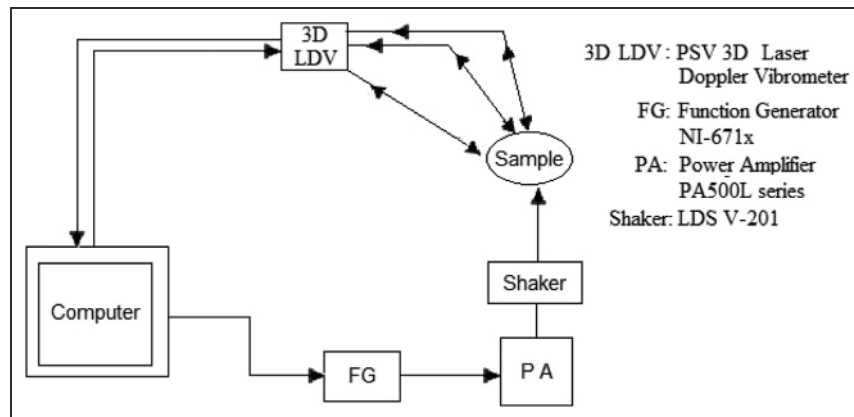 3D
LDV
Sample
Shaker
Computer
FG
P A
3D LDV : PSV 3D Laser
Doppler Vibrometer
FG: Function Generator
NI-671x
PA: Power Amplifier
PA500L series
Shaker: LDS V-201